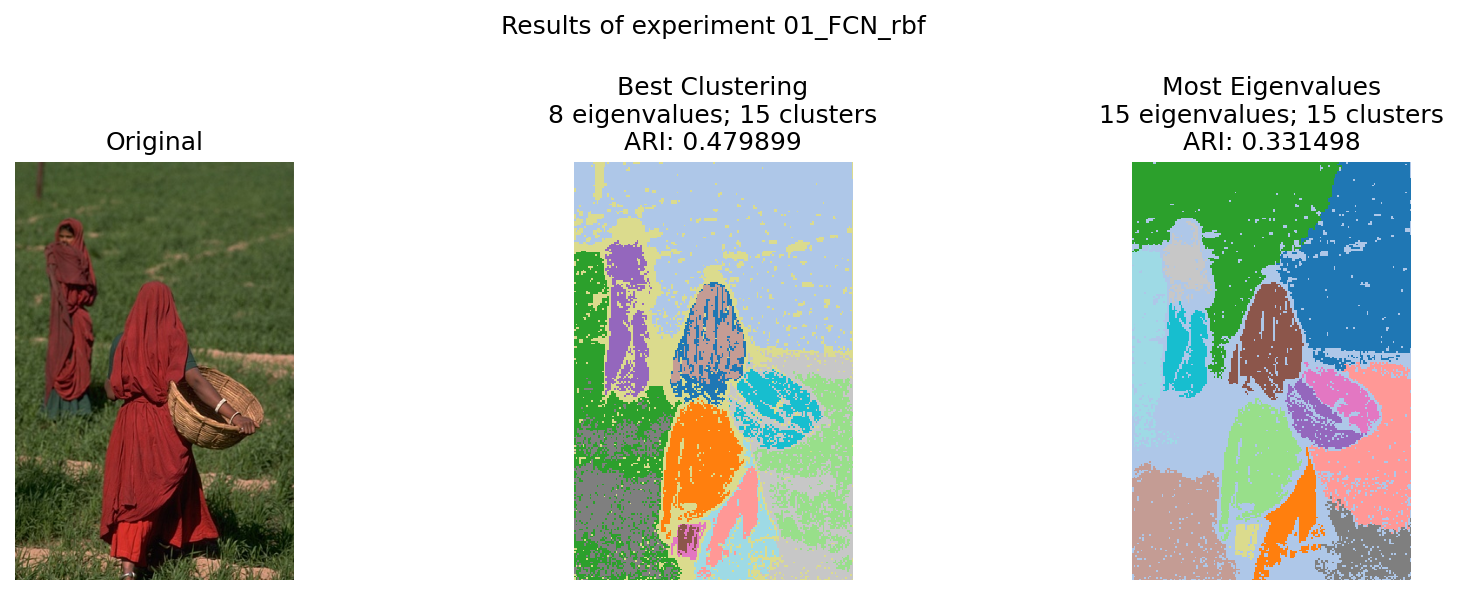 Results of experiment 01_FCN_rbf
Original
Best Clustering
8 eigenvalues; 15 clusters
ARI: 0.479899
Most Eigenvalues
15 eigenvalues; 15 clusters
ARI: 0.331498